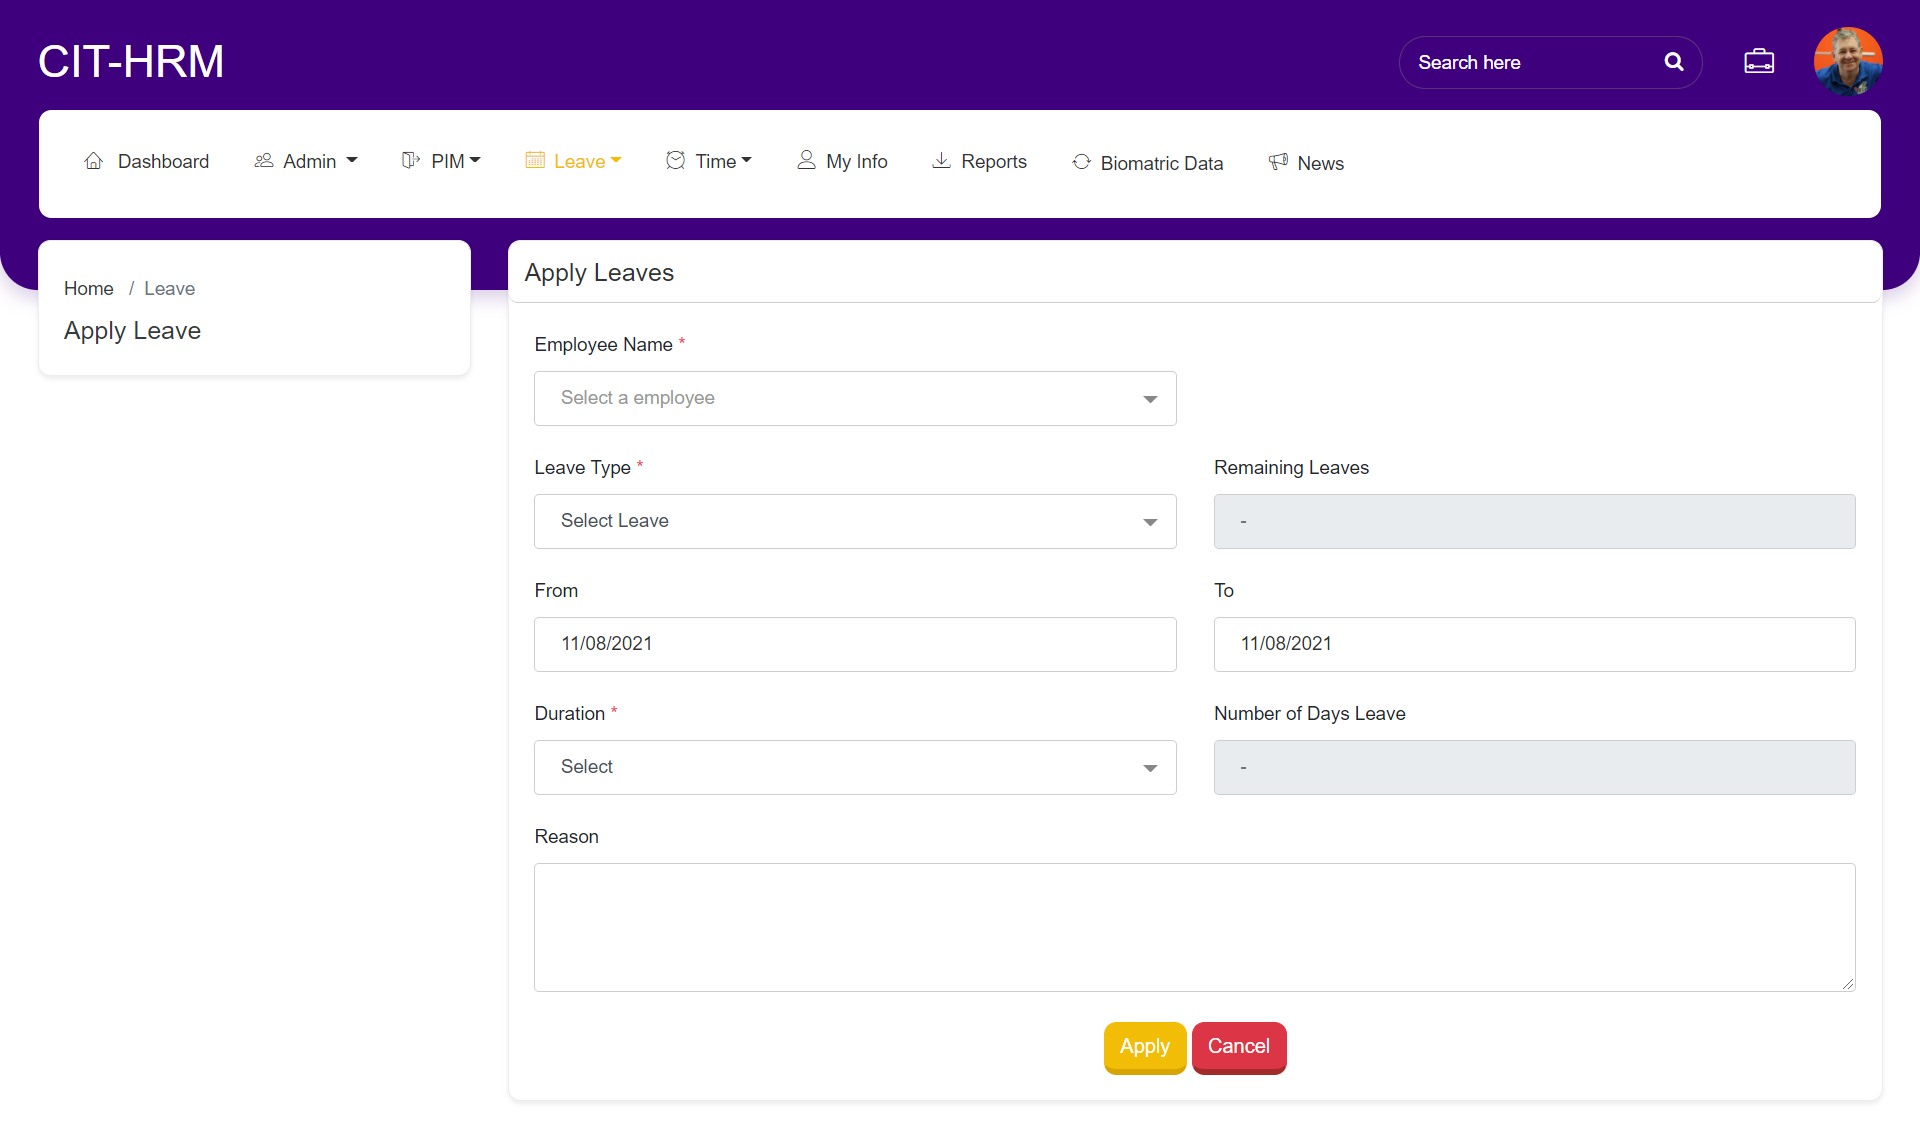 CIT-HRM
Search here
Dashboard
Admin
PIM
Leave
Time
My Info
Reports
Biomatric Data
News
Home / Leave
Apply Leave
Apply Leaves
Employee Name *
Select a employee
Leave Type *
Remaining Leaves
Select Leave
-
From
To
11/08/2021
11/08/2021
Duration *
Number of Days Leave
Select
-
Reason
Apply
Cancel